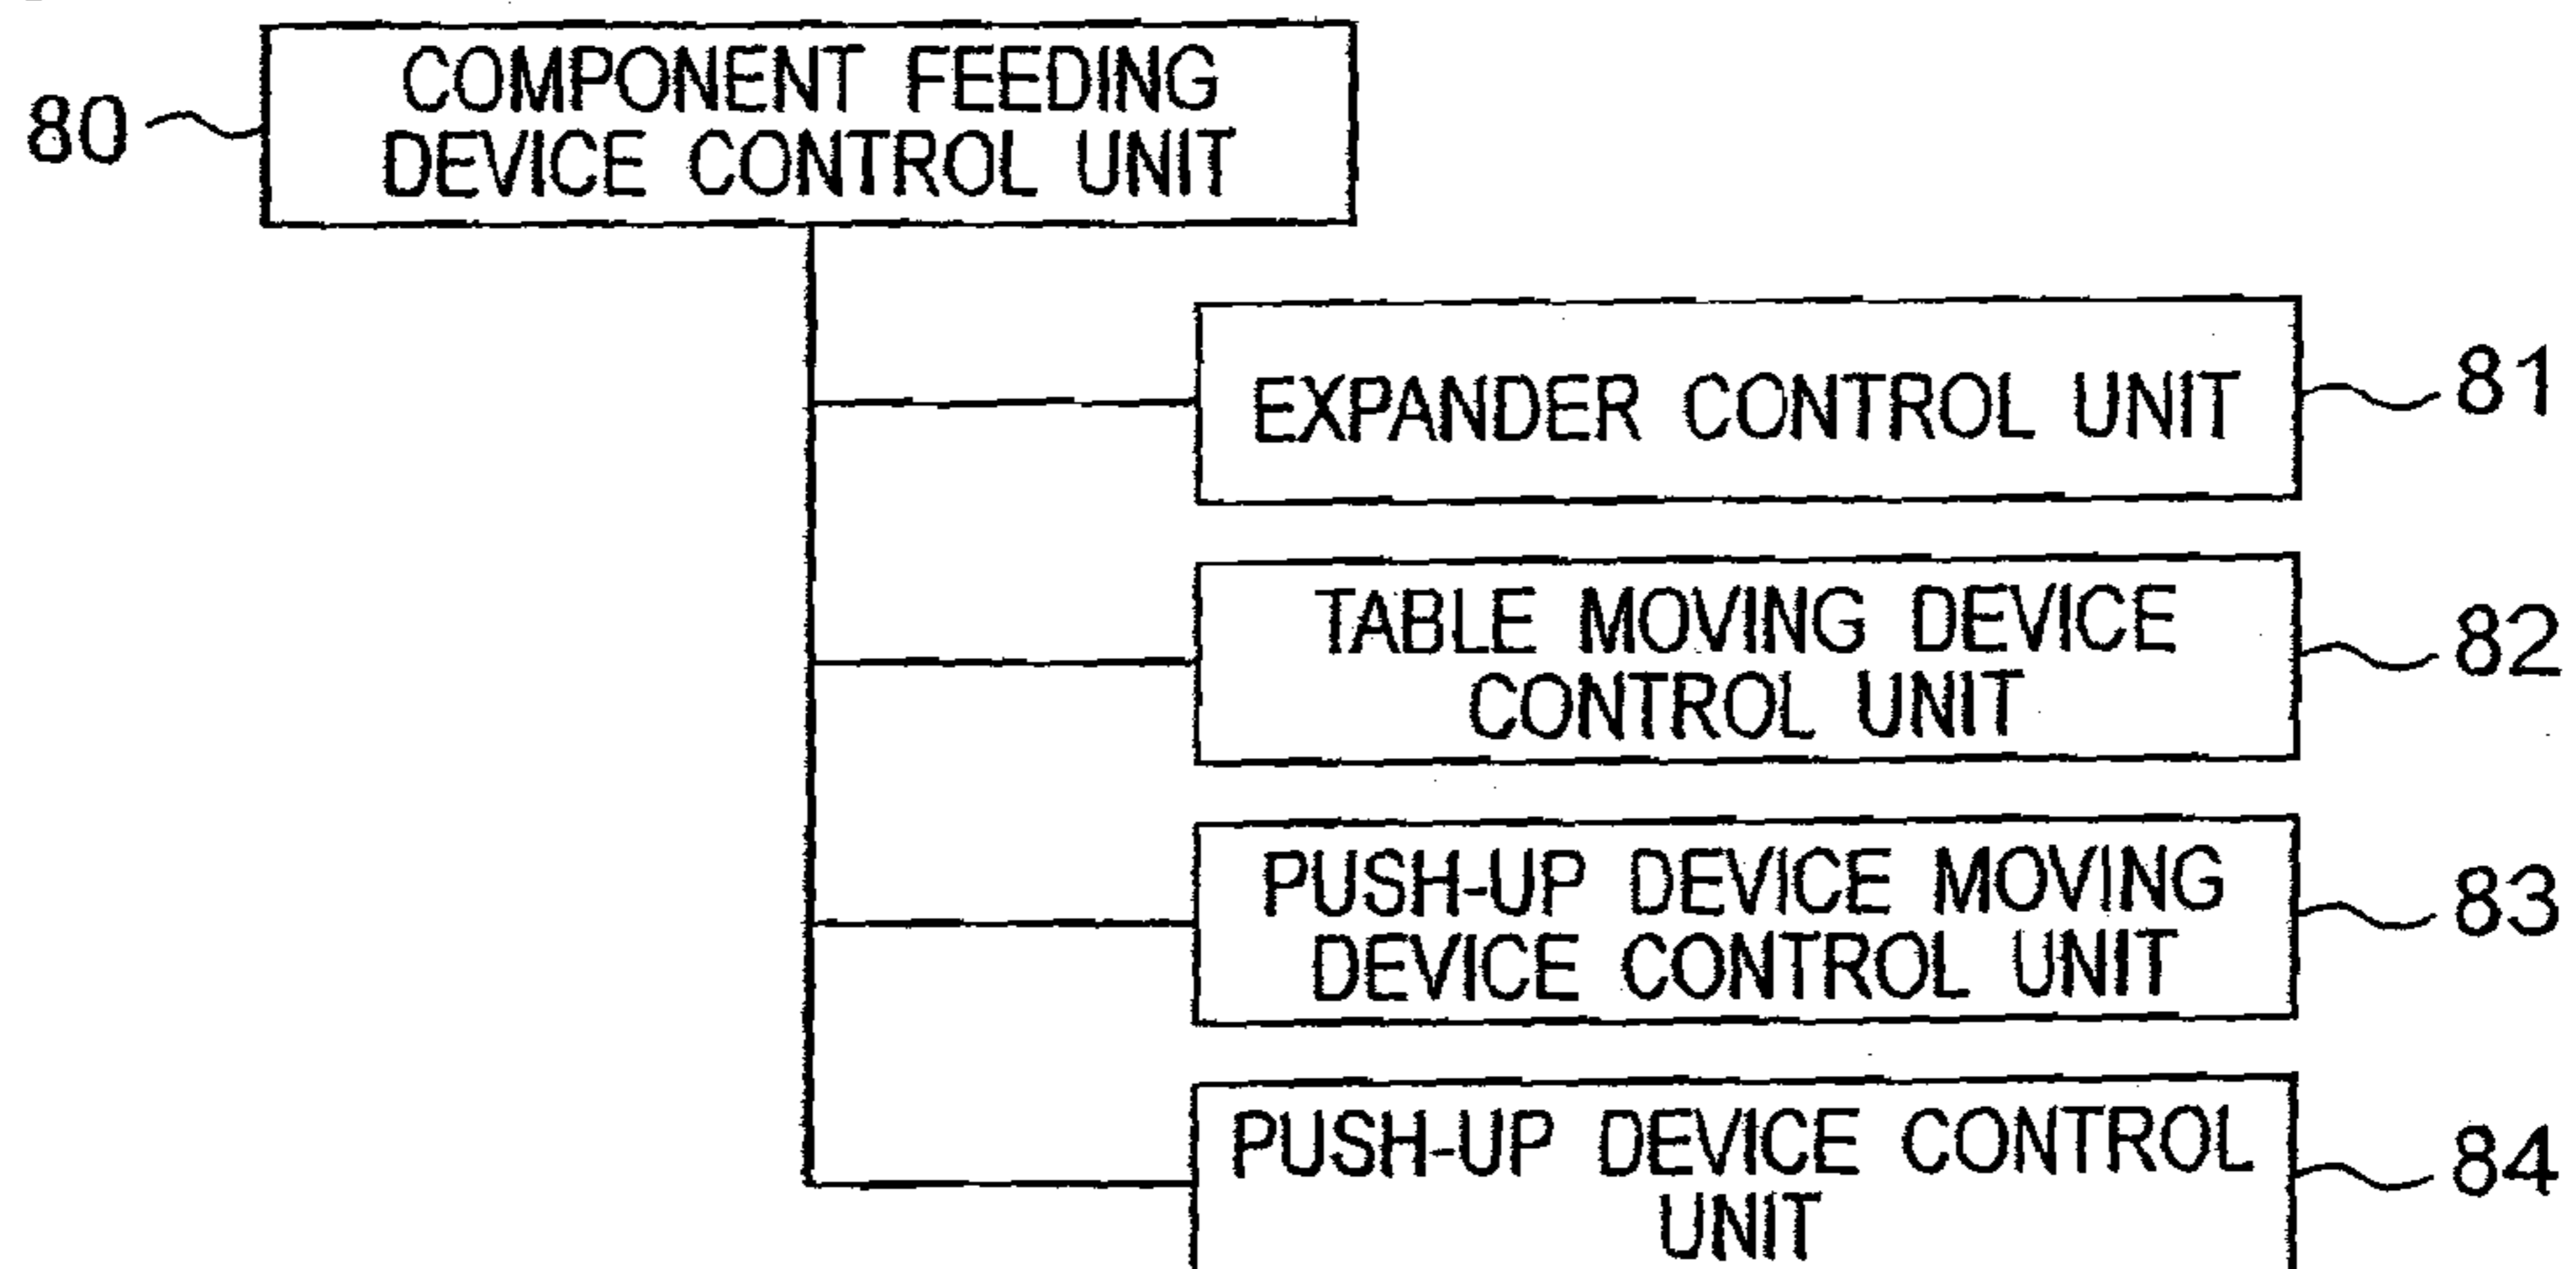 COMPONENT FEEDING
DEVICE CONTROL UNIT
80
EXPANDER CONTROL UNIT
81
TABLE MOVING DEVICE
CONTROL UNIT
82
PUSH-UP DEVICE MOVING
DEVICE CONTROL UNIT
83
PUSH-UP DEVICE CONTROL
UNIT
84